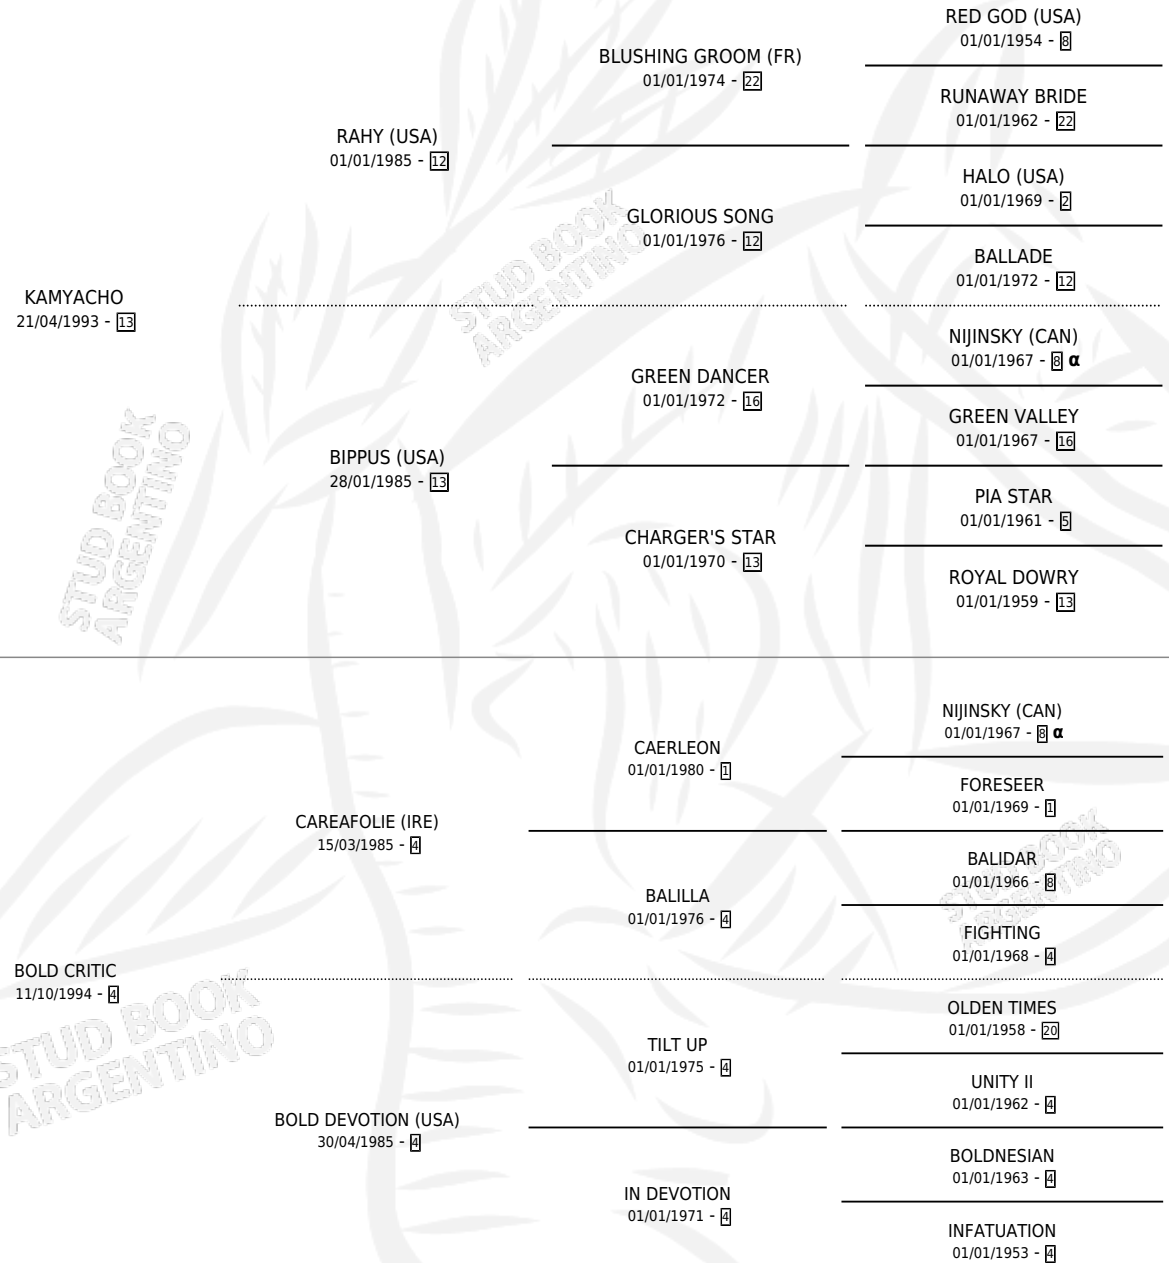 RED GOD (USA)
01/01/1954 - 8
BLUSHING GROOM (FR)
01/01/1974 - 22
RUNAWAY BRIDE
01/01/1962 - 22
RAHY (USA)
01/01/1985 - 12
HALO (USA)
01/01/1969 - 2
GLORIOUS SONG
01/01/1976 - 12
BALLADE
01/01/1972 - 12
KAMYACHO
21/04/1993 - 13
NIJINSKY (CAN)
01/01/1967 - 8 α
GREEN DANCER
01/01/1972 - 16
GREEN VALLEY
01/01/1967 - 16
BIPPUS (USA)
28/01/1985 - 13
PIA STAR
01/01/1961 - 5
CHARGER'S STAR
01/01/1970 - 13
ROYAL DOWRY
01/01/1959 - 13
NIJINSKY (CAN)
01/01/1967 - 8 α
CAERLEON
01/01/1980 - 1
FORESEER
01/01/1969 - 1
CAREAFOLIE (IRE)
15/03/1985 - 4
BALIDAR
01/01/1966 - 8
BALILLA
01/01/1976 - 4
FIGHTING
01/01/1968 - 4
BOLD CRITIC
11/10/1994 - 4
OLDEN TIMES
01/01/1958 - 20
TILT UP
01/01/1975 - 4
UNITY II
01/01/1962 - 4
BOLD DEVOTION (USA)
30/04/1985 - 4
BOLDNESIAN
01/01/1963 - 4
IN DEVOTION
01/01/1971 - 4
INFATUATION
01/01/1953 - 4
STUD BOOK
ARGENTINO
STUD BOOK
ARGENTINO
STUD BOOK
ARGENTINO
STUD BOOK
ARGENTINO